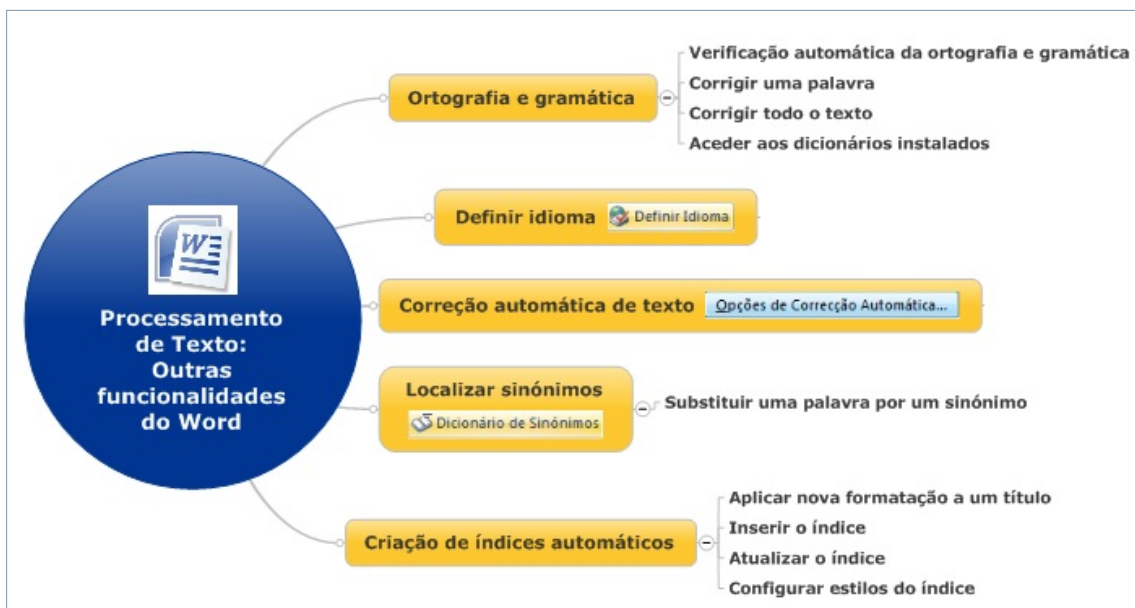 Processamento
de Texto:
Outras
funcionalidades
do Word
Ortografia e gramática
Verificação automática da ortografia e gramática
Corrigir uma palavra
Corrigir todo o texto
Aceder aos dicionários instalados
Definir idioma Definir Idioma
Correção automática de texto Opções de Correcção Automática...
Localizar sinónimos
Dicionário de Sinónimos
Substituir uma palavra por um sinónimo
Criação de índices automáticos
Aplicar nova formatação a um título
Inserir o índice
Atualizar o índice
Configurar estilos do índice